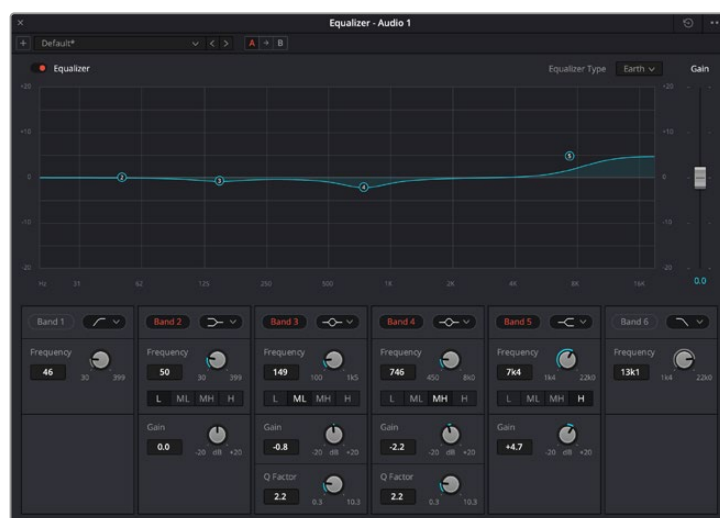 Equalizer - Audio 1
Default*
A
B
Equalizer
Equalizer Type
Earth
Gain
+20
+20
+10
+10
0
0
-10
-10
-20
-20
Hz 31 62 125 250 500 1K 2K 4K 8K 16K
2
3
4
5
0.0
Band 1
Band 2
Band 3
Band 4
Band 5
Band 6
Frequency
46
30 399
Frequency
50
30 399
L ML MH H
Gain
0.0
-20 dB +20
Frequency
149
100 1k5
L ML MH H
Gain
-0.8
-20 dB +20
Q Factor
2.2
0.3 10.3
Frequency
746
450 8k0
L ML MH H
Gain
-2.2
-20 dB +20
Q Factor
2.2
0.3 10.3
Frequency
7k4
1k4 22k0
L ML MH H
Gain
+4.7
-20 dB +20
Frequency
13k1
1k4 22k0